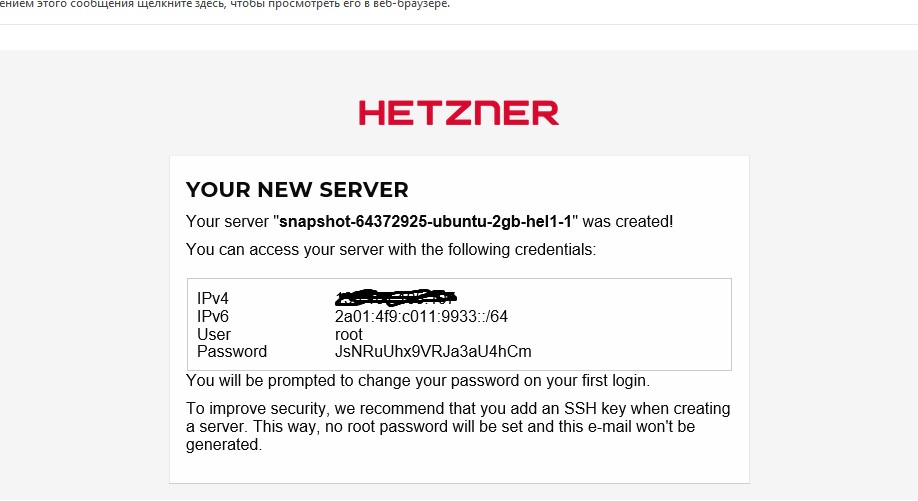 ением этого сообщения щелкните здесь, чтобы просмотреть его в веб-браузере.
HETZNER
YOUR NEW SERVER
Your server "snapshot-64372925-ubuntu-2gb-hel1-1" was created!
You can access your server with the following credentials:
IPv4
IPv6 2a01:4f9:c011:9933::/64
User root
Password JsNRuUhx9VRJa3aU4hCm
You will be prompted to change your password on your first login.
To improve security, we recommend that you add an SSH key when creating
a server. This way, no root password will be set and this e-mail won't be
generated.